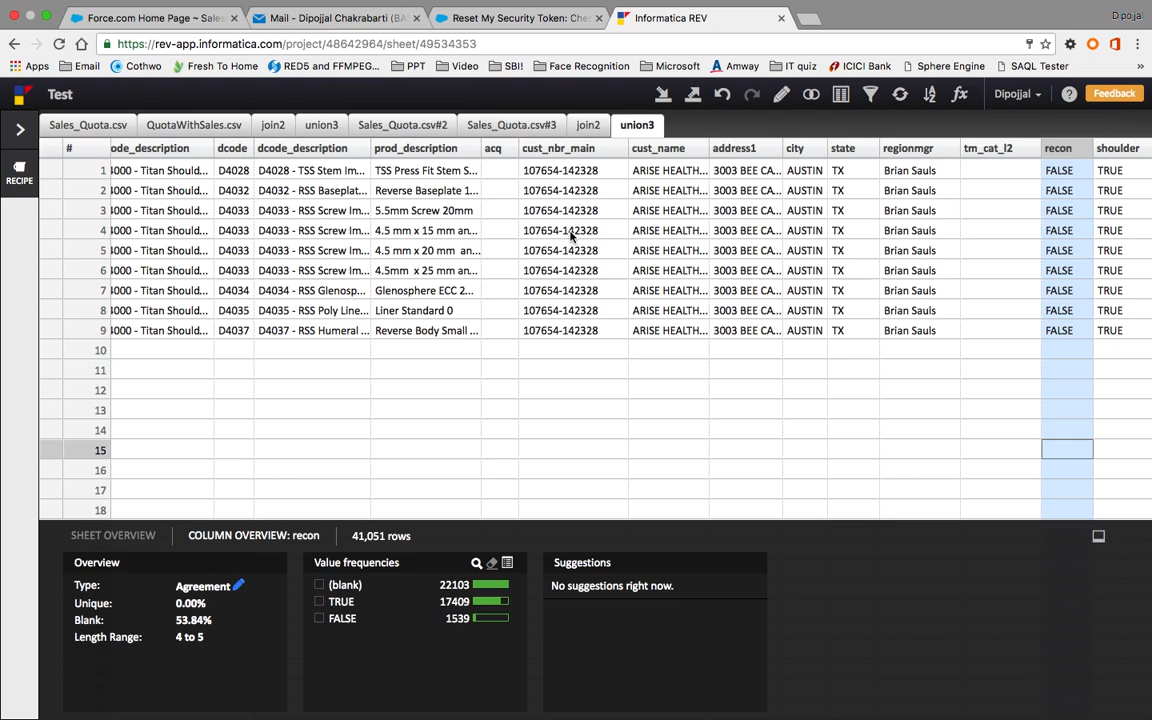 Force.com Home Page ~ Sales
Mail - Dipojjal Chakrabarti (BA
Reset My Security Token: Che
Informatica REV
Dipojjal
https://rev-app.informatica.com/project/48642964/sheet/49534353
Apps Email Cothwo Fresh To Home RED5 and FFMPEG... PPT Video SBI! Face Recognition Microsoft Amway IT quiz ICICI Bank Sphere Engine SAQL Tester »
Test
Dipojjal
? Feedback
Sales_Quota.csv QuotaWithSales.csv join2 union3 Sales_Quota.csv#2 Sales_Quota.csv#3 join2 union3
RECIPE
# ode_description dcode dcode_description prod_description acq cust_nbr_main cust_name address1 city state regionmgr tm_cat_l2 recon shoulder
1 4000 - Titan Should... D4028 D4028 - TSS Stem Im... TSS Press Fit Stem S... 107654-142328 ARISE HEALTH... 3003 BEE CA... AUSTIN TX Brian Sauls FALSE TRUE
2 4000 - Titan Should... D4032 D4032 - RSS Baseplat... Reverse Baseplate 1... 107654-142328 ARISE HEALTH... 3003 BEE CA... AUSTIN TX Brian Sauls FALSE TRUE
3 4000 - Titan Should... D4033 D4033 - RSS Screw Im... 5.5mm Screw 20mm 107654-142328 ARISE HEALTH... 3003 BEE CA... AUSTIN TX Brian Sauls FALSE TRUE
4 4000 - Titan Should... D4033 D4033 - RSS Screw Im... 4.5 mm x 15 mm an... 107654-142328 ARISE HEALTH... 3003 BEE CA... AUSTIN TX Brian Sauls FALSE TRUE
5 4000 - Titan Should... D4033 D4033 - RSS Screw Im... 4.5 mm x 20 mm an... 107654-142328 ARISE HEALTH... 3003 BEE CA... AUSTIN TX Brian Sauls FALSE TRUE
6 4000 - Titan Should... D4033 D4033 - RSS Screw Im... 4.5mm x 25 mm an... 107654-142328 ARISE HEALTH... 3003 BEE CA... AUSTIN TX Brian Sauls FALSE TRUE
7 4000 - Titan Should... D4034 D4034 - RSS Glenosp... Glenosphere ECC 2... 107654-142328 ARISE HEALTH... 3003 BEE CA... AUSTIN TX Brian Sauls FALSE TRUE
8 4000 - Titan Should... D4035 D4035 - RSS Poly Line... Liner Standard 0 107654-142328 ARISE HEALTH... 3003 BEE CA... AUSTIN TX Brian Sauls FALSE TRUE
9 4000 - Titan Should... D4037 D4037 - RSS Humeral ... Reverse Body Small ... 107654-142328 ARISE HEALTH... 3003 BEE CA... AUSTIN TX Brian Sauls FALSE TRUE
10
11
12
13
14
15
16
17
18
SHEET OVERVIEW COLUMN OVERVIEW: recon 41,051 rows
Overview
Type: Agreement
Unique: 0.00%
Blank: 53.84%
Length Range: 4 to 5
Value frequencies
(blank) 22103
TRUE 17409
FALSE 1539
Suggestions
No suggestions right now.